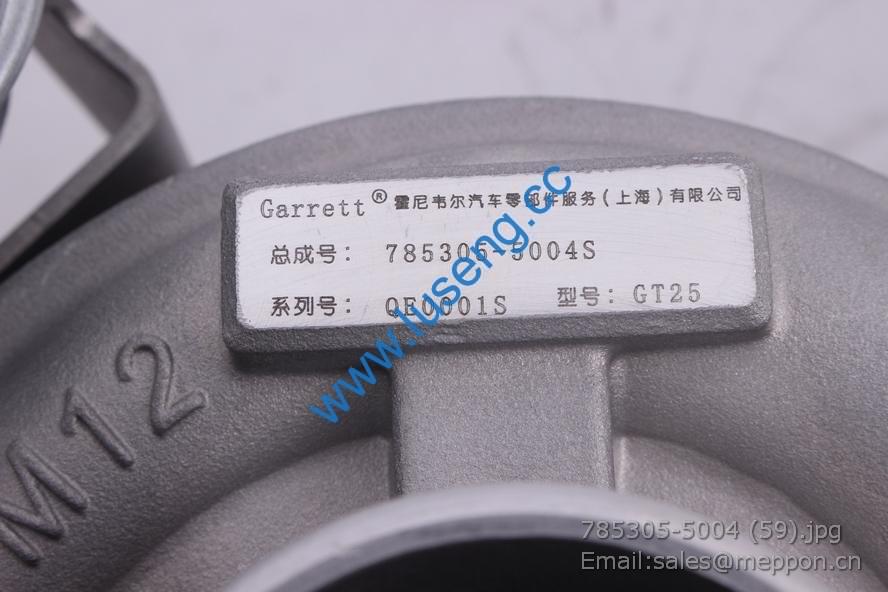 Garrett® 霍尼韦尔汽车零部件服务(上海)有限公司
总成号: 785305-5004S
系列号: QE0001S 型号: GT25
www.luseng.cc
M12
785305-5004 (59).jpg
Email:sales@meppon.cn